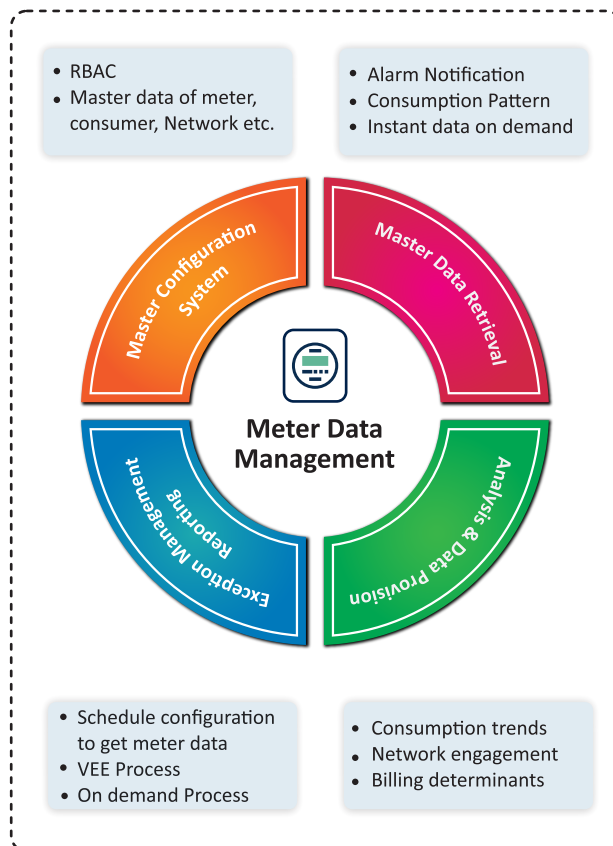 • RBAC
• Master data of meter,
consumer, Network etc.
• Alarm Notification
• Consumption Pattern
• Instant data on demand
Master Configuration
System
Master Data Retrieval
Meter Data
Management
Exception Management
Reporting
Analysis & Data Provision
• Schedule configuration
to get meter data
• VEE Process
• On demand Process
• Consumption trends
• Network engagement
• Billing determinants